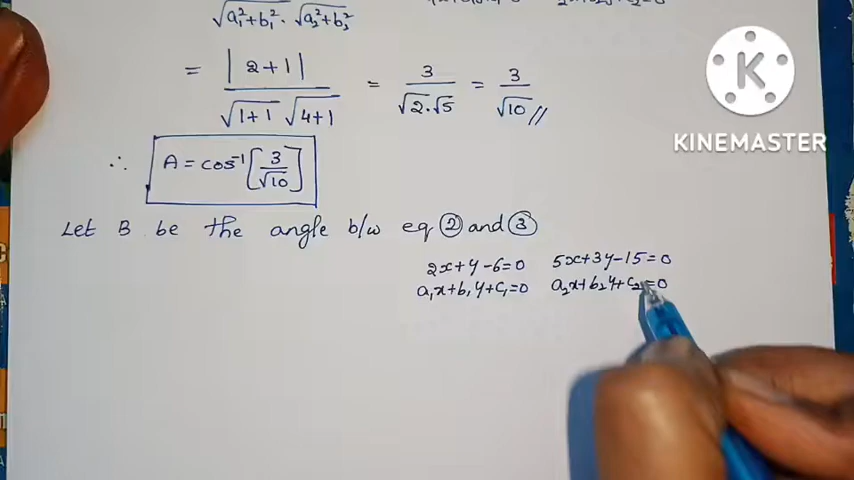 √a₁²+b₁² · √a₂²+b₂²
= |2+1| / √1+1 √4+1 = 3 / √2·√5 = 3 / √10 //
∴ A = cos⁻¹[3/√10]
Let B be the angle b/w eq ② and ③
2x+y-6=0 5x+3y-15=0
a₁x+b₁y+c₁=0 a₂x+b₂y+c₂=0
K
KINEMASTER